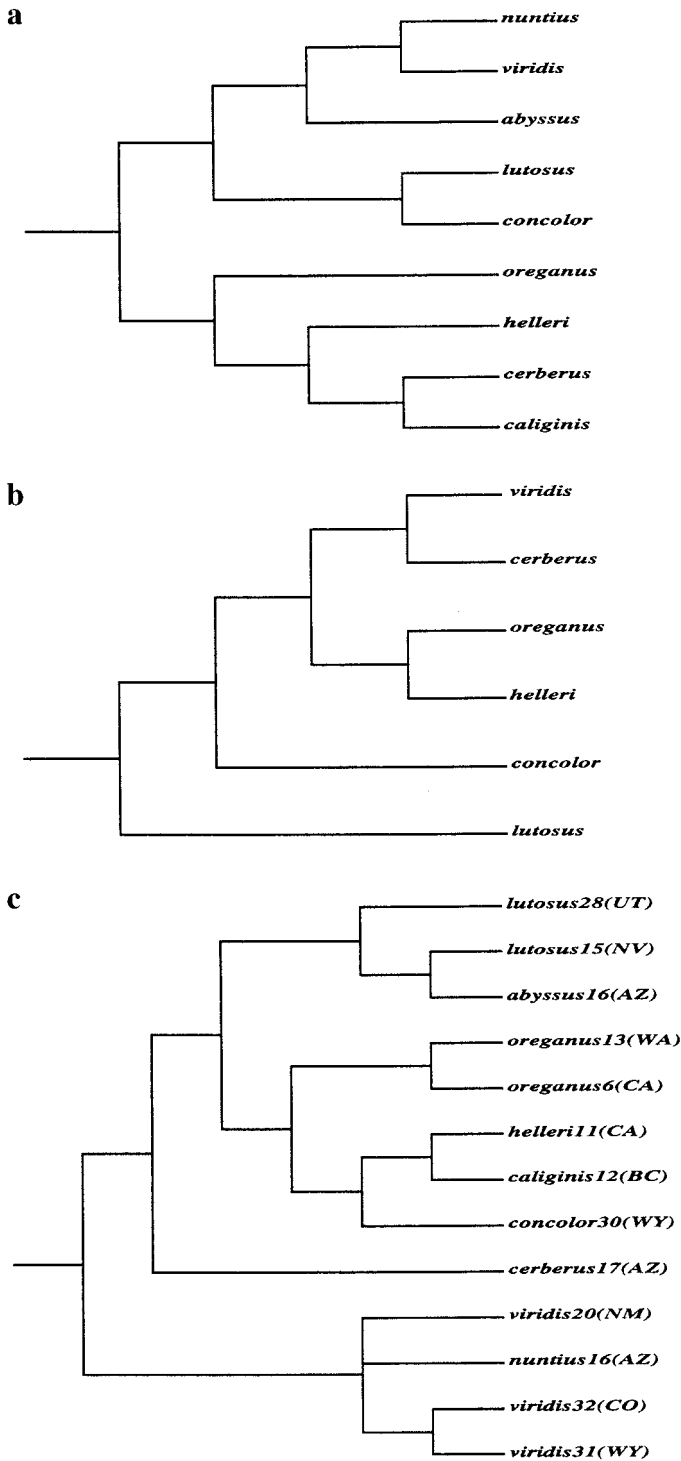 a
nuntius
viridis
abyssus
lutosus
concolor
oreganus
helleri
cerberus
caliginis
b
viridis
cerberus
oreganus
helleri
concolor
lutosus
c
lutosus28(UT)
lutosus15(NV)
abyssus16(AZ)
oreganus13(WA)
oreganus6(CA)
helleri11(CA)
caliginis12(BC)
concolor30(WY)
cerberus17(AZ)
viridis20(NM)
nuntius16(AZ)
viridis32(CO)
viridis31(WY)